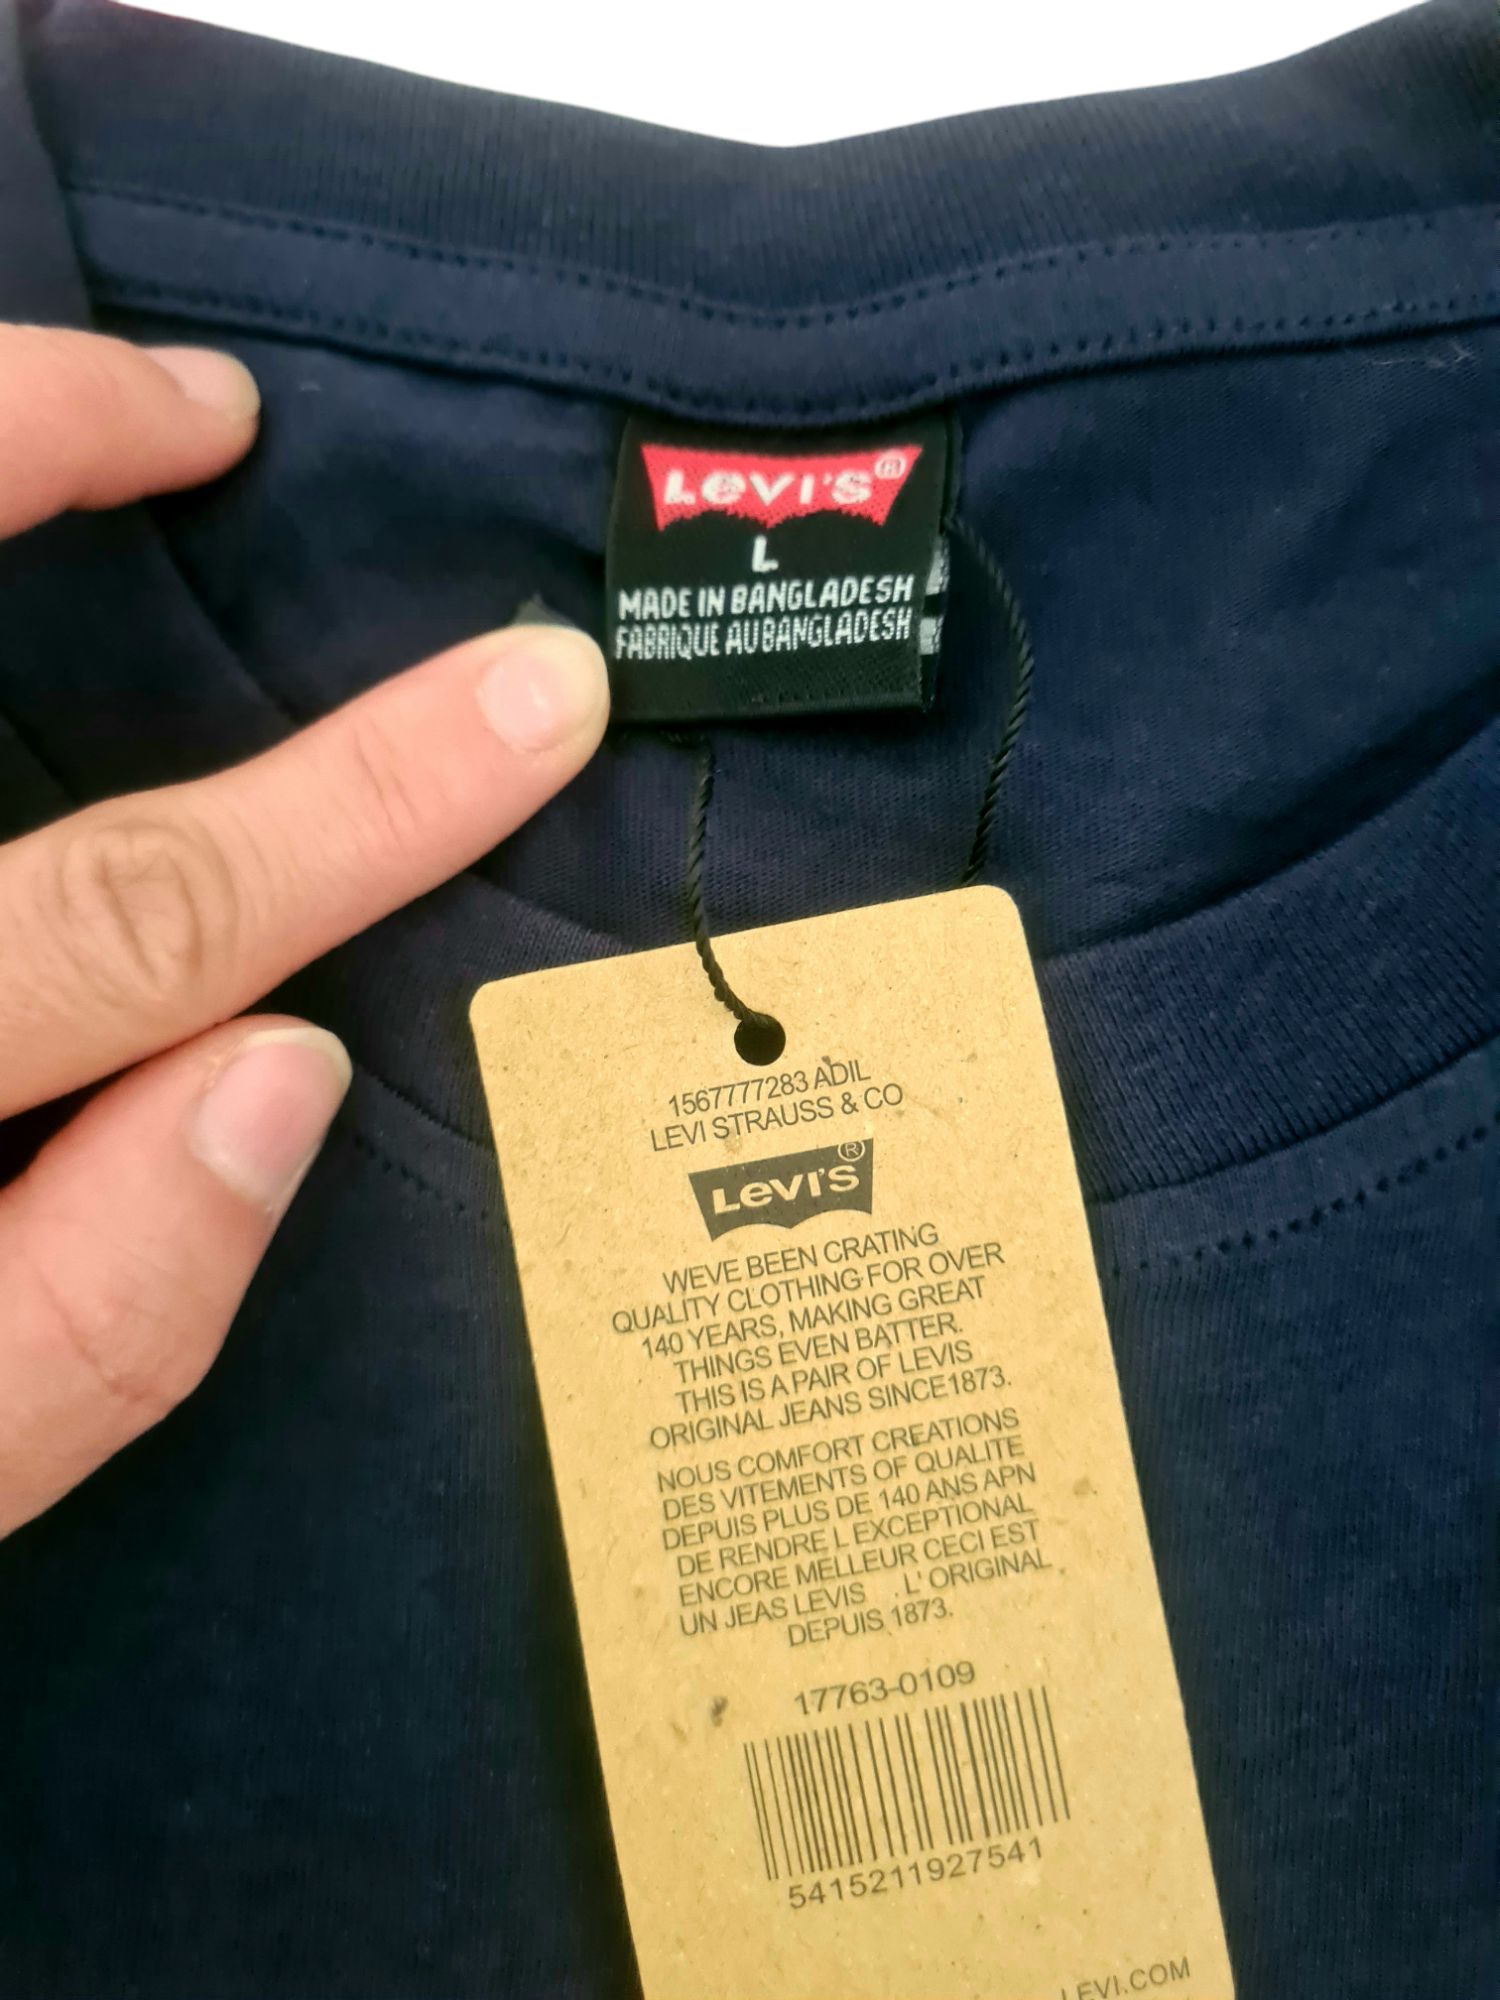 LEVI'S®
L
MADE IN BANGLADESH
FABRIQUE AU BANGLADESH
1567777283 ADIL
LEVI STRAUSS & CO
LEVI'S®
WEVE BEEN CRATING
QUALITY CLOTHING FOR OVER
140 YEARS, MAKING GREAT
THINGS EVEN BATTER.
THIS IS A PAIR OF LEVIS
ORIGINAL JEANS SINCE1873.
NOUS COMFORT CREATIONS
DES VITEMENTS OF QUALITE
DEPUIS PLUS DE 140 ANS APN
DE RENDRE L EXCEPTIONAL
ENCORE MELLEUR CECI EST
UN JEAS LEVIS . L' ORIGINAL
DEPUIS 1873.
17763-0109
5415211927541
LEVI.COM